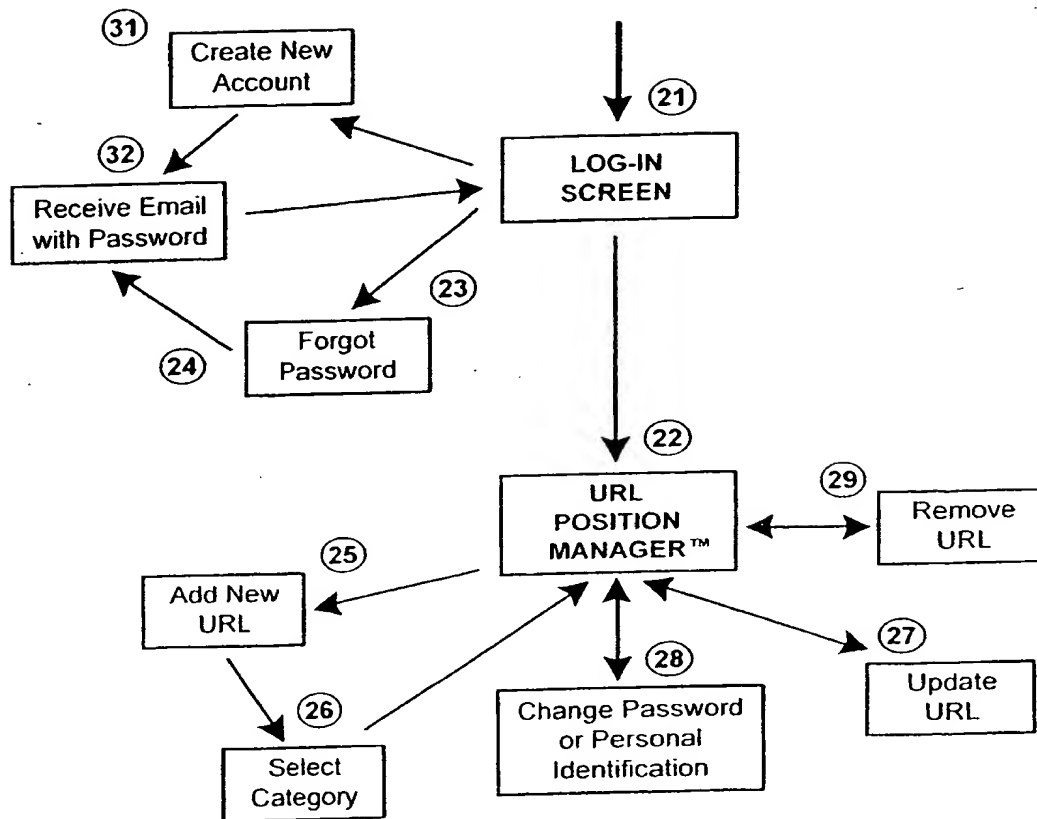 31
Create New
Account
21
32
LOG-IN
SCREEN
Receive Email
with Password
23
Forgot
Password
24
22
URL
POSITION
MANAGER™
29
Remove
URL
25
Add New
URL
27
Update
URL
28
Change Password
or Personal
Identification
26
Select
Category